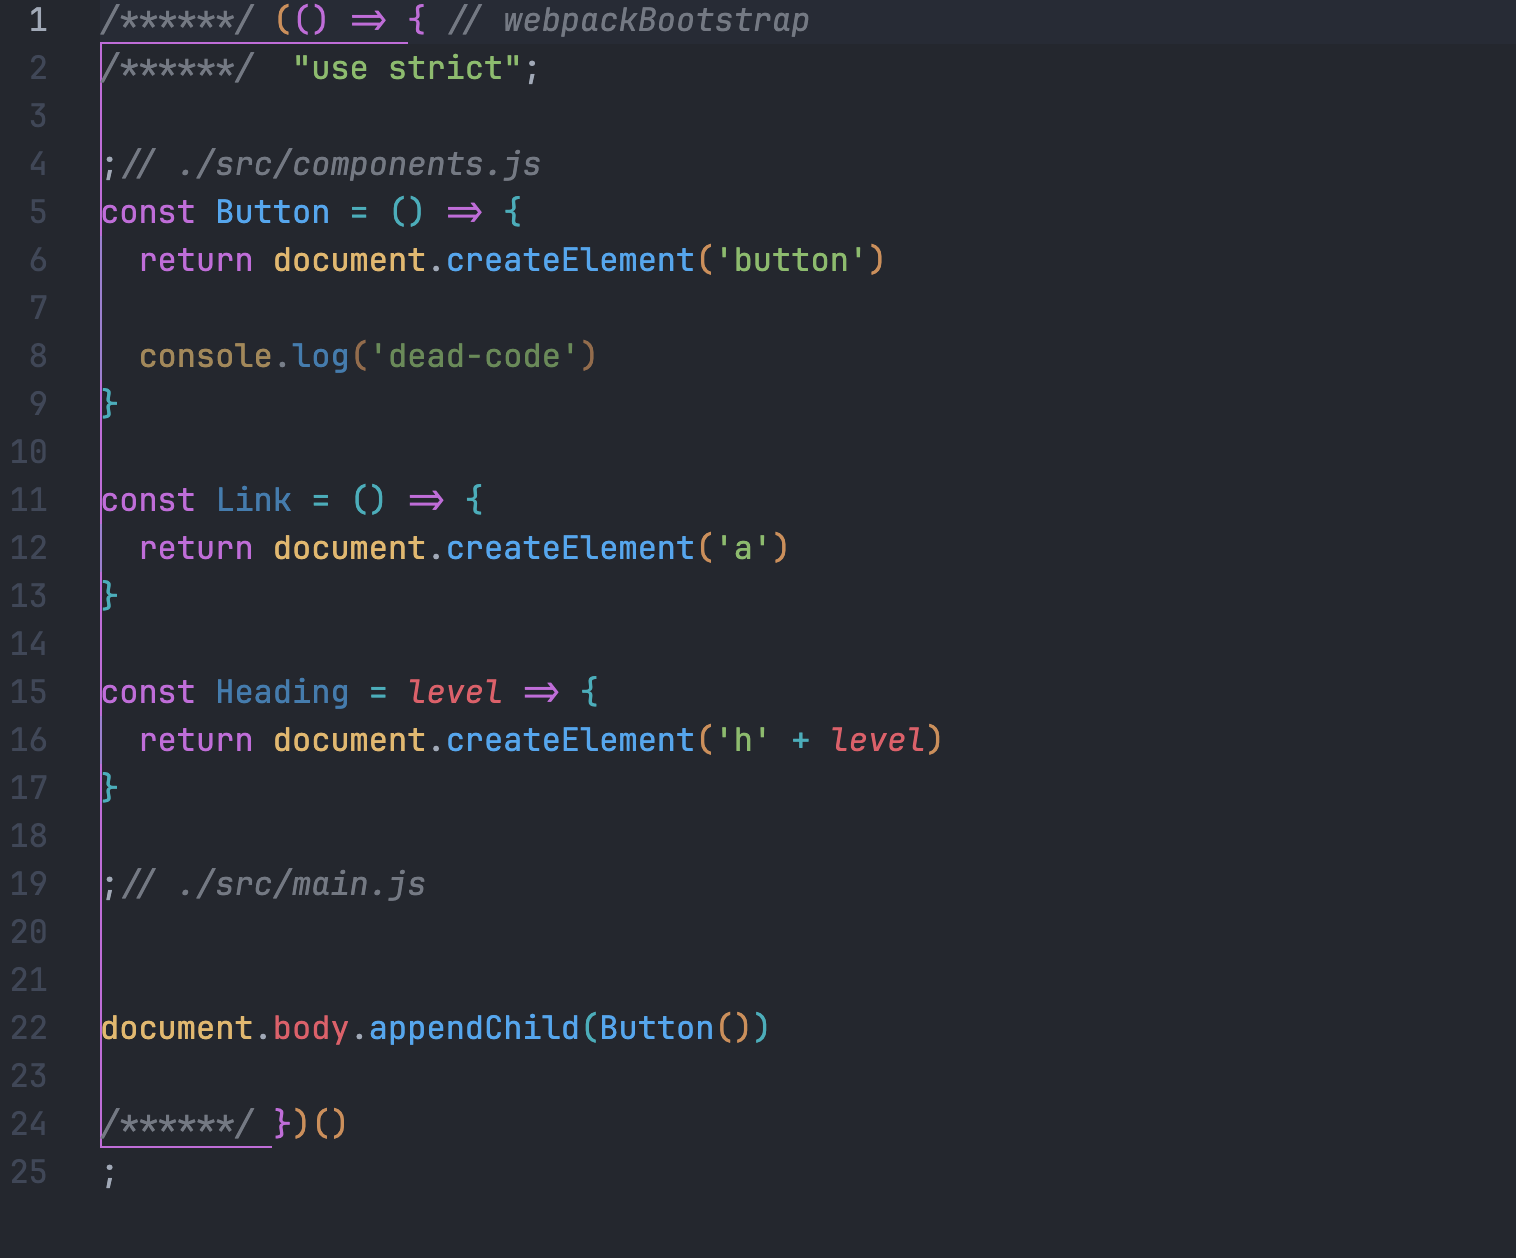 1 /******/ (() => { // webpackBootstrap
2 /******/  "use strict";
3
4 ;// ./src/components.js
5 const Button = () => {
6   return document.createElement('button')
7
8   console.log('dead-code')
9 }
10
11 const Link = () => {
12   return document.createElement('a')
13 }
14
15 const Heading = level => {
16   return document.createElement('h' + level)
17 }
18
19 ;// ./src/main.js
20
21
22 document.body.appendChild(Button())
23
24 /******/ })()
25 ;